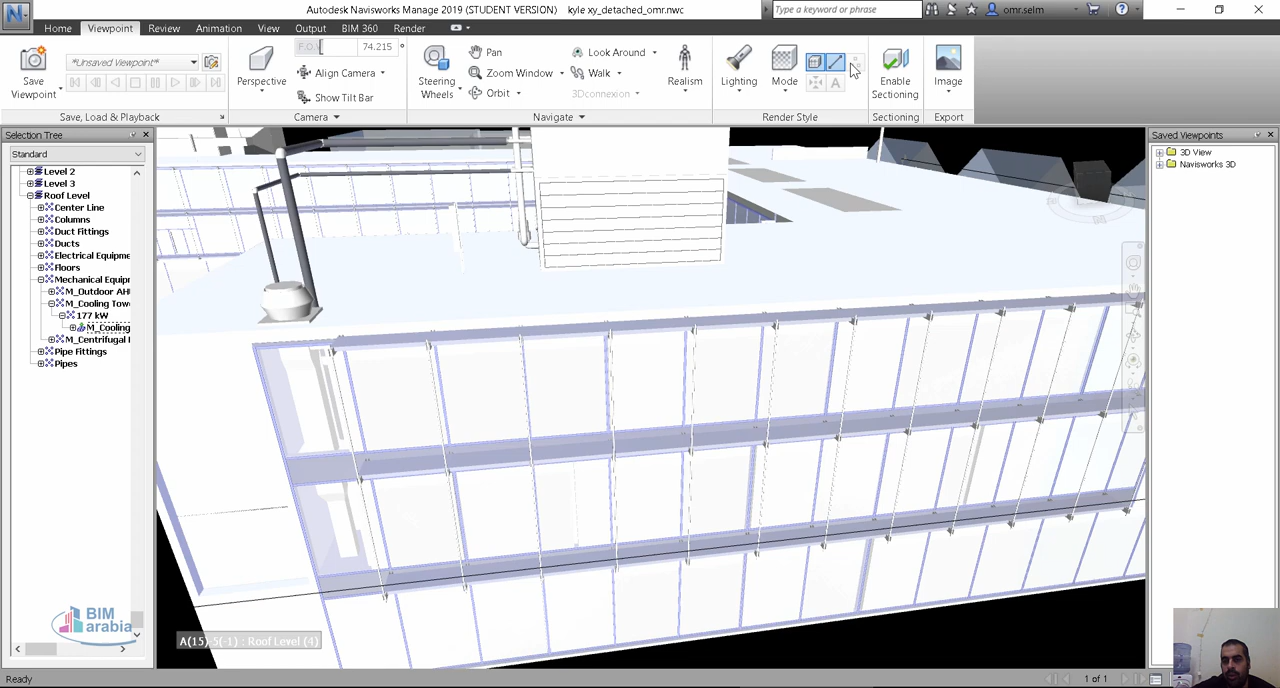 Autodesk Navisworks Manage 2019 (STUDENT VERSION) kyle xy_detached_omr.nwc
Type a keyword or phrase
omr.selm
Home Viewpoint Review Animation View Output BIM 360 Render
Save Viewpoint
*Unsaved Viewpoint*
Save, Load & Playback
Perspective
F.O.V. 74.215 °
Align Camera
Show Tilt Bar
Camera
Steering Wheels
Pan
Zoom Window
Orbit
Look Around
Walk
3Dconnexion
Realism
Navigate
Lighting
Mode
Render Style
Enable Sectioning
Sectioning
Image
Export
Selection Tree
Standard
Level 2
Level 3
Roof Level
Center Line
Columns
Duct Fittings
Ducts
Electrical Equipme
Floors
Mechanical Equip
M_Outdoor AH
M_Cooling Tow
177 kW
M_Cooling
M_Centrifugal
Pipe Fittings
Pipes
BIM
arabia
A(15)-5(-1) : Roof Level (4)
Saved Viewpoints
3D View
Navisworks 3D
Ready
1 of 1